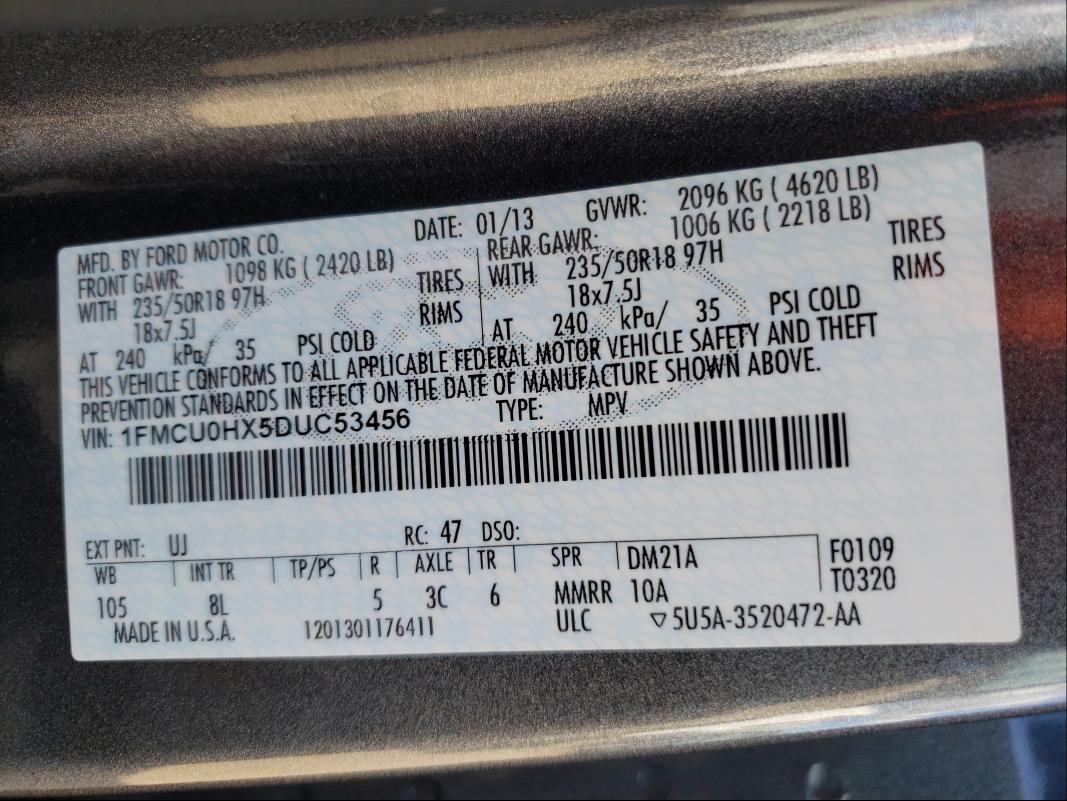 MFD. BY FORD MOTOR CO. DATE: 01/13 GVWR: 2096 KG ( 4620 LB)
FRONT GAWR: 1098 KG ( 2420 LB) REAR GAWR: 1006 KG ( 2218 LB)
WITH 235/50R18 97H TIRES WITH 235/50R18 97H TIRES
18x7.5J RIMS 18x7.5J RIMS
AT 240 kPa/ 35 PSI COLD AT 240 kPa/ 35 PSI COLD
THIS VEHICLE CONFORMS TO ALL APPLICABLE FEDERAL MOTOR VEHICLE SAFETY AND THEFT
PREVENTION STANDARDS IN EFFECT ON THE DATE OF MANUFACTURE SHOWN ABOVE.
VIN: 1FMCU0HX5DUC53456 TYPE: MPV
EXT PNT: UJ RC: 47 DSO:
WB INT TR TP/PS R AXLE TR SPR DM21A F0109
105 8L 5 3C 6 MMRR 10A T0320
MADE IN U.S.A. 1201301176411 ULC ▽5U5A-3520472-AA